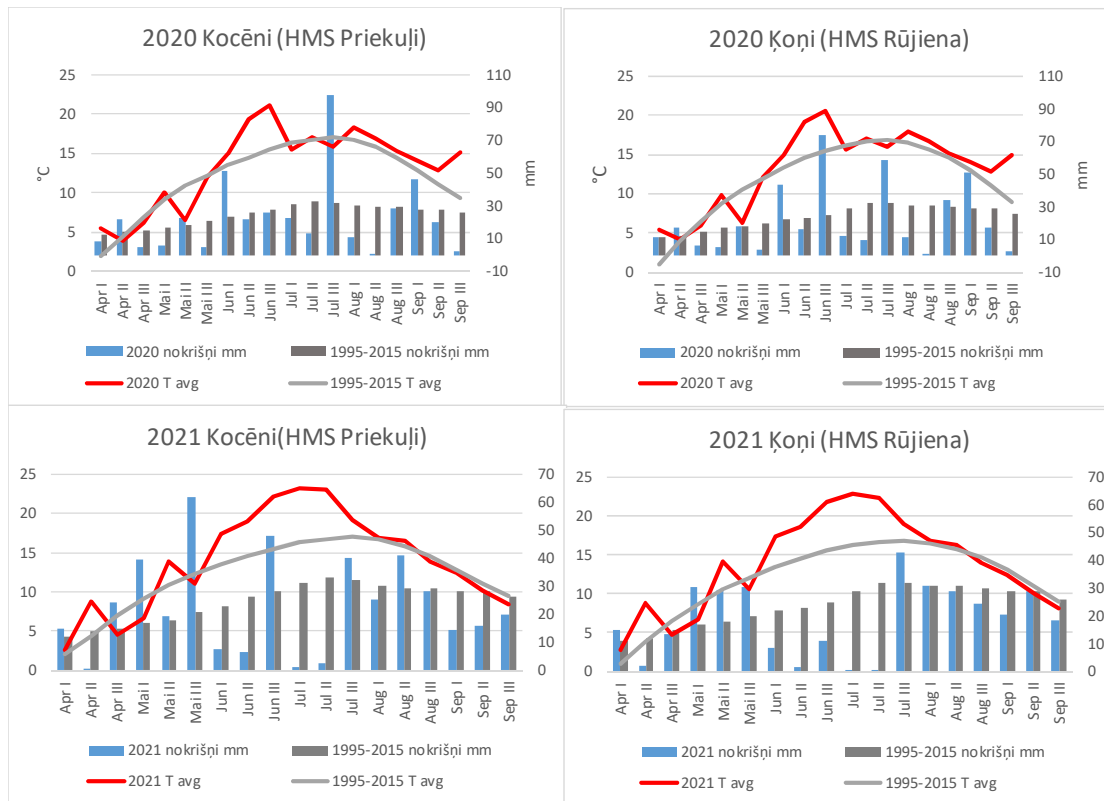 2020 Kocēni (HMS Priekuļi)
25
20
15
10
5
0
°C
110
90
70
50
30
10
-10
mm
Apr I
Apr II
Apr III
Mai I
Mai II
Mai III
Jun I
Jun II
Jun III
Jul I
Jul II
Jul III
Aug I
Aug II
Aug III
Sep I
Sep II
Sep III
2020 nokrišņi mm
1995-2015 nokrišņi mm
2020 T avg
1995-2015 T avg
2020 Ķoņi (HMS Rūjiena)
25
20
15
10
5
0
°C
110
90
70
50
30
10
-10
mm
Apr I
Apr II
Apr III
Mai I
Mai II
Mai III
Jun I
Jun II
Jun III
Jul I
Jul II
Jul III
Aug I
Aug II
Aug III
Sep I
Sep II
Sep III
2020 nokrišņi mm
1995-2015 nokrišņi mm
2020 T avg
1995-2015 T avg
2021 Kocēni(HMS Priekuļi)
25
20
15
10
5
0
70
60
50
40
30
20
10
0
Apr I
Apr II
Apr III
Mai I
Mai II
Mai III
Jun I
Jun II
Jun III
Jul I
Jul II
Jul III
Aug I
Aug II
Aug III
Sep I
Sep II
Sep III
2021 nokrišņi mm
1995-2015 nokrišņi mm
2021 T avg
1995-2015 T avg
2021 Ķoņi (HMS Rūjiena)
25
20
15
10
5
0
70
60
50
40
30
20
10
0
Apr I
Apr II
Apr III
Mai I
Mai II
Mai III
Jun I
Jun II
Jun III
Jul I
Jul II
Jul III
Aug I
Aug II
Aug III
Sep I
Sep II
Sep III
2021 nokrišņi mm
1995-2015 nokrišņi mm
2021 T avg
1995-2015 T avg